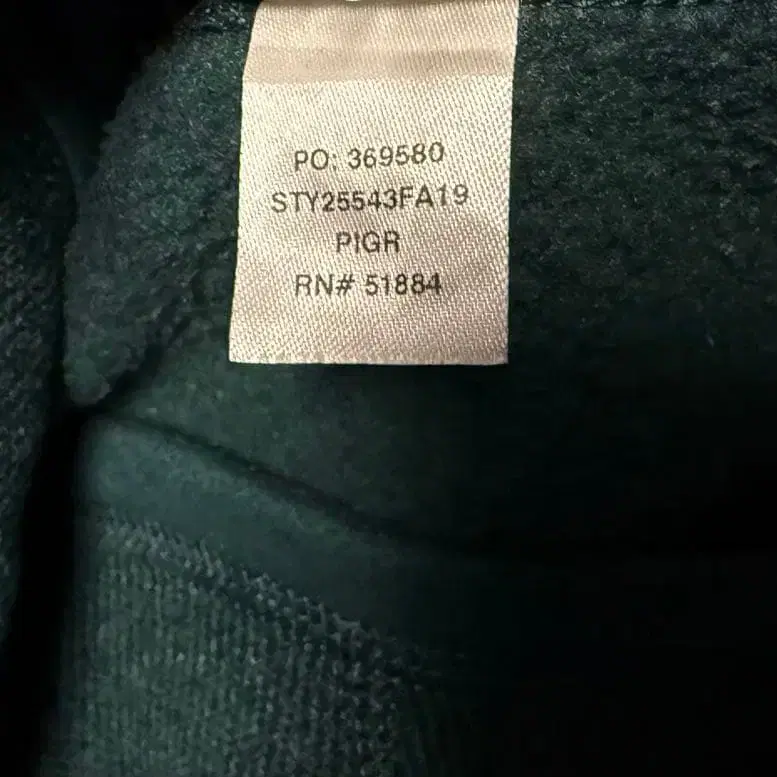 PO: 369580
STY25543FA19
PIGR
RN# 51884